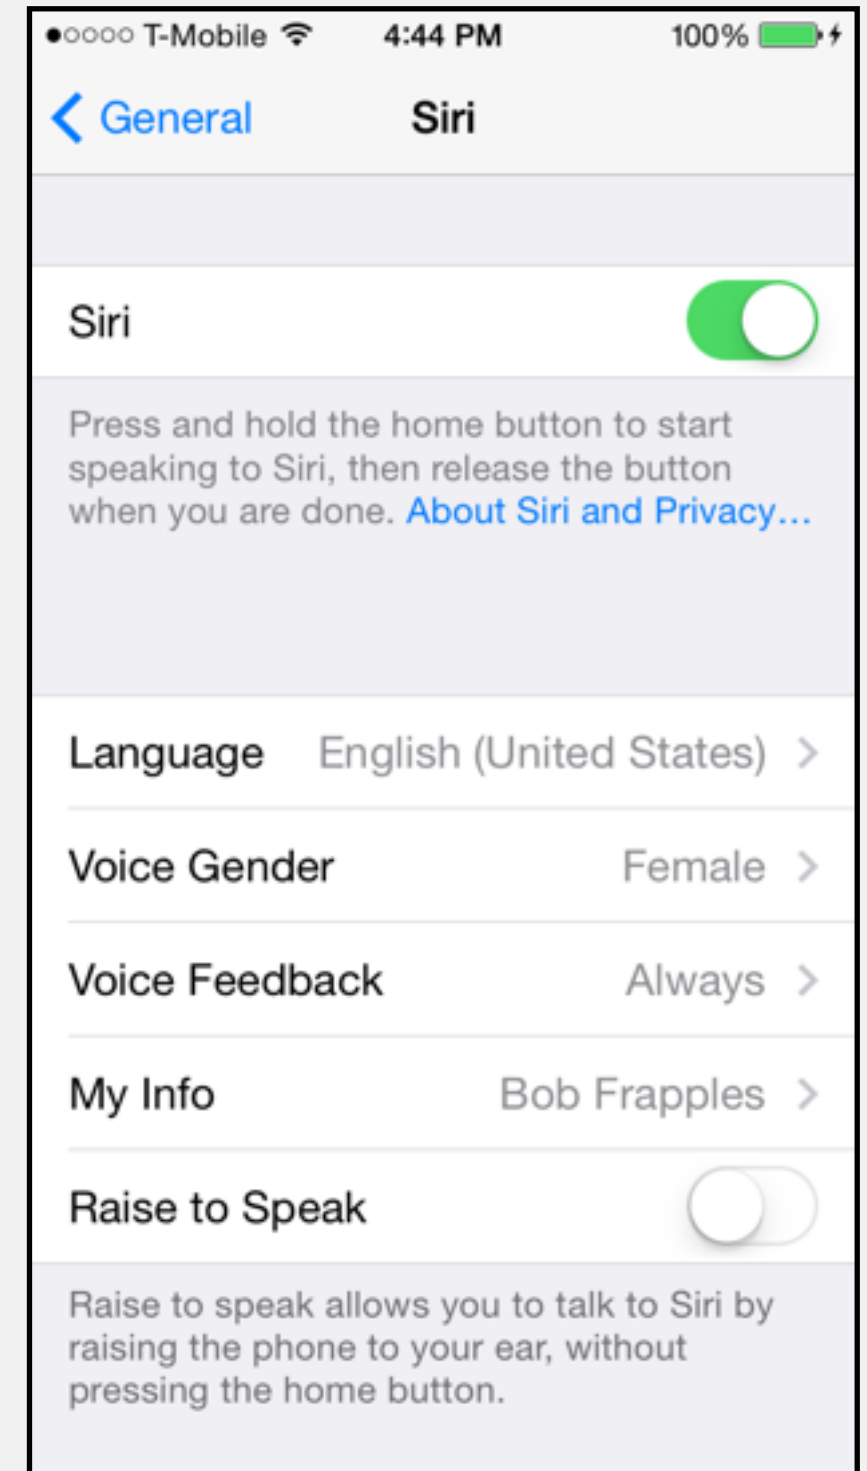 T-Mobile 4:44 PM 100%
General Siri
Siri
Press and hold the home button to start
speaking to Siri, then release the button
when you are done. About Siri and Privacy...
Language English (United States)
Voice Gender Female
Voice Feedback Always
My Info Bob Frapples
Raise to Speak
Raise to speak allows you to talk to Siri by
raising the phone to your ear, without
pressing the home button.